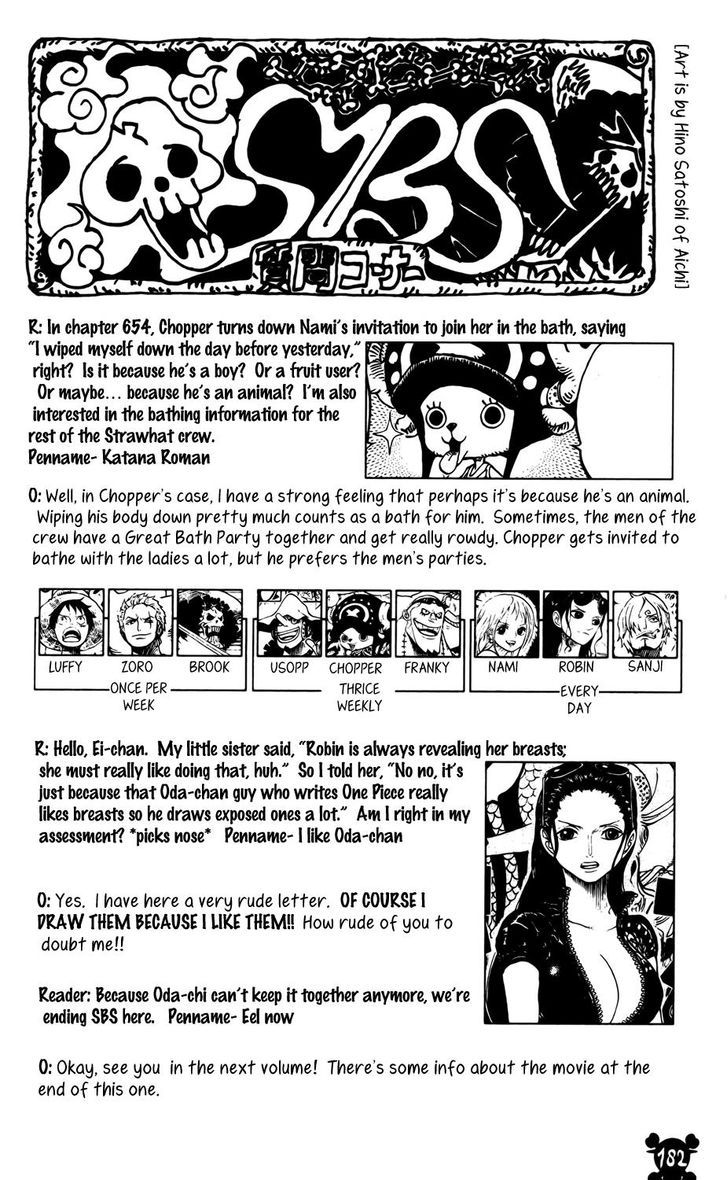 SBS
質問コーナー
[Art is by Hino Satoshi of Aichi]
R: In chapter 654, Chopper turns down Nami's invitation to join her in the bath, saying
"I wiped myself down the day before yesterday,"
right? Is it because he's a boy? Or a fruit user?
Or maybe... because he's an animal? I'm also
interested in the bathing information for the
rest of the Strawhat crew.
Penname- Katana Roman
O: Well, in Chopper's case, I have a strong feeling that perhaps it's because he's an animal.
Wiping his body down pretty much counts as a bath for him. Sometimes, the men of the
crew have a Great Bath Party together and get really rowdy. Chopper gets invited to
bathe with the ladies a lot, but he prefers the men's parties.
LUFFY ZORO BROOK USOPP CHOPPER FRANKY NAMI ROBIN SANJI
ONCE PER
WEEK
THRICE
WEEKLY
EVERY
DAY
R: Hello, Ei-chan. My little sister said, "Robin is always revealing her breasts;
she must really like doing that, huh." So I told her, "No no, it's
just because that Oda-chan guy who writes One Piece really
likes breasts so he draws exposed ones a lot." Am I right in my
assessment? *picks nose* Penname- I like Oda-chan
O: Yes. I have here a very rude letter. OF COURSE I
DRAW THEM BECAUSE I LIKE THEM!! How rude of you to
doubt me!!
Reader: Because Oda-chi can't keep it together anymore, we're
ending SBS here. Penname- Eel now
O: Okay, see you in the next volume! There's some info about the movie at the
end of this one.
182